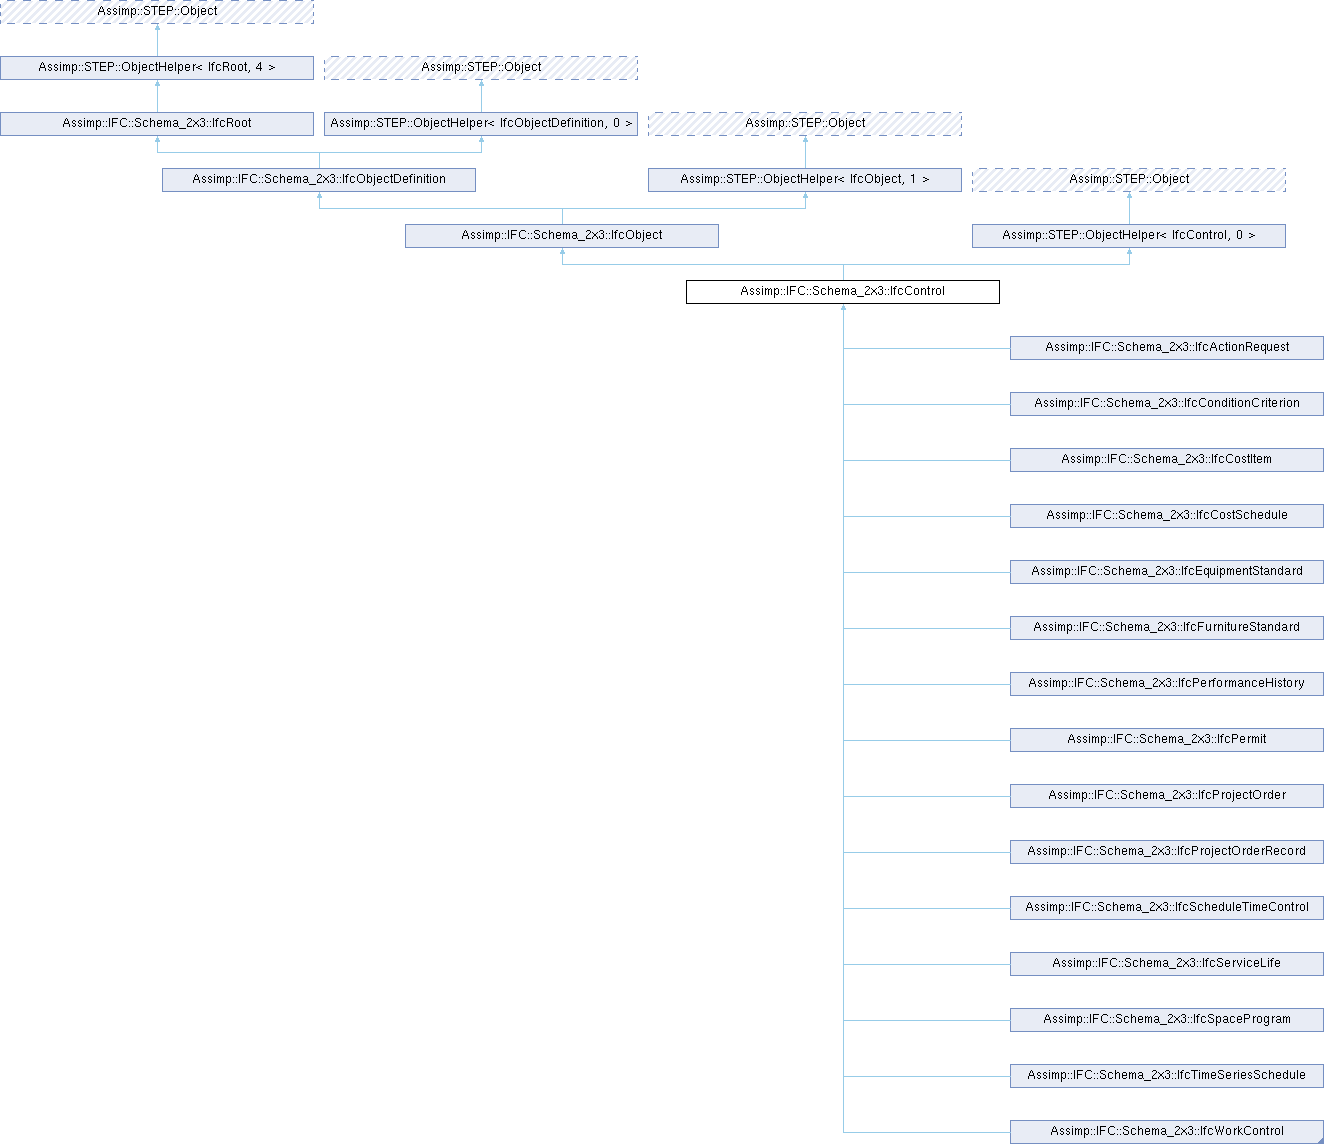 Assimp::STEP::Object
Assimp::STEP::ObjectHelper< IfcRoot, 4 >
Assimp::STEP::Object
Assimp::IFC::Schema_2x3::IfcRoot
Assimp::STEP::ObjectHelper< IfcObjectDefinition, 0 >
Assimp::STEP::Object
Assimp::IFC::Schema_2x3::IfcObjectDefinition
Assimp::STEP::ObjectHelper< IfcObject, 1 >
Assimp::STEP::Object
Assimp::IFC::Schema_2x3::IfcObject
Assimp::STEP::ObjectHelper< IfcControl, 0 >
Assimp::IFC::Schema_2x3::IfcControl
Assimp::IFC::Schema_2x3::IfcActionRequest
Assimp::IFC::Schema_2x3::IfcConditionCriterion
Assimp::IFC::Schema_2x3::IfcCostItem
Assimp::IFC::Schema_2x3::IfcCostSchedule
Assimp::IFC::Schema_2x3::IfcEquipmentStandard
Assimp::IFC::Schema_2x3::IfcFurnitureStandard
Assimp::IFC::Schema_2x3::IfcPerformanceHistory
Assimp::IFC::Schema_2x3::IfcPermit
Assimp::IFC::Schema_2x3::IfcProjectOrder
Assimp::IFC::Schema_2x3::IfcProjectOrderRecord
Assimp::IFC::Schema_2x3::IfcScheduleTimeControl
Assimp::IFC::Schema_2x3::IfcServiceLife
Assimp::IFC::Schema_2x3::IfcSpaceProgram
Assimp::IFC::Schema_2x3::IfcTimeSeriesSchedule
Assimp::IFC::Schema_2x3::IfcWorkControl